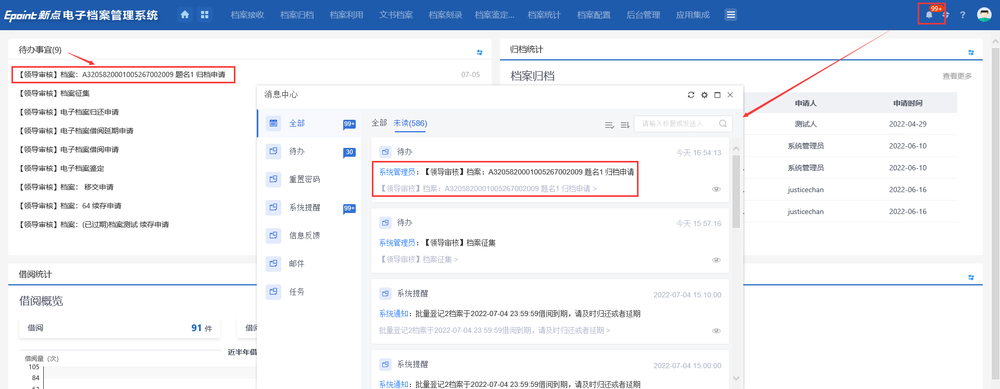 Epoint新点 电子档案管理系统
档案接收 档案归档 档案利用 文书档案 档案刻录 档案鉴定... 档案统计 档案配置 后台管理 应用集成
99+
?
待办事宜(9)
【领导审核】档案：A3205820001005267002009 题名1 归档申请 07-05
【领导审核】档案征集
【领导审核】电子档案归还申请
【领导审核】电子档案借阅延期申请
【领导审核】电子档案借阅申请
【领导审核】电子档案鉴定
【领导审核】档案： 移交申请
【领导审核】档案：64 续存申请
【领导审核】档案：(已过期)档案测试 续存申请
归档统计
档案归档 查看更多
申请人 申请时间
测试人 2022-04-29
系统管理员 2022-06-10
系统管理员 2022-06-10
justicechan 2022-06-16
justicechan 2022-06-16
借阅统计
借阅概览
借阅 91 件
近半年借
借阅量（次）
105
84
消息中心
全部 99+
待办 30
重置密码
系统提醒 99+
信息反馈
邮件
任务
全部 未读(586)
请输入标题或发送人
待办 今天 16:54:13
系统管理员：【领导审核】档案：A3205820001005267002009 题名1 归档申请
【领导审核】档案：A3205820001005267002009 题名1 归档申请 >
待办 今天 15:57:16
系统管理员：【领导审核】档案征集
【领导审核】档案征集 >
系统提醒 2022-07-04 15:10:00
系统通知：批量登记2档案于2022-07-04 23:59:59借阅到期，请及时归还或者延期
批量登记2档案于2022-07-04 23:59:59借阅到期，请及时归还或者延期 >
系统提醒 2022-07-04 15:00:00
系统通知：批量登记2档案于2022-07-04 23:59:59借阅到期，请及时归还或者延期